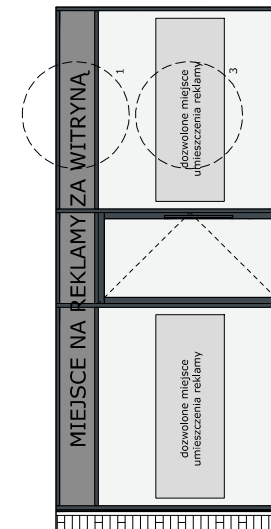 MIEJSCE NA REKLAMY ZA WITRYNĄ
1
dozwolone miejsce
umieszczenia reklamy
3
dozwolone miejsce
umieszczenia reklamy